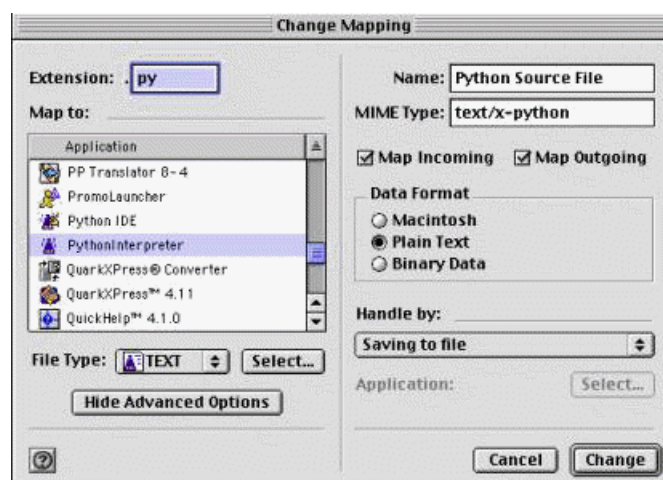 Change Mapping
Extension: . py
Map to:
Application
PP Translator 8-4
PromoLauncher
Python IDE
PythonInterpreter
QuarkXPress® Converter
QuarkXPress™ 4.11
QuickHelp™ 4.1.0
File Type: TEXT Select...
Hide Advanced Options
Name: Python Source File
MIME Type: text/x-python
Map Incoming Map Outgoing
Data Format
Macintosh
Plain Text
Binary Data
Handle by:
Saving to file
Application: Select...
Cancel Change